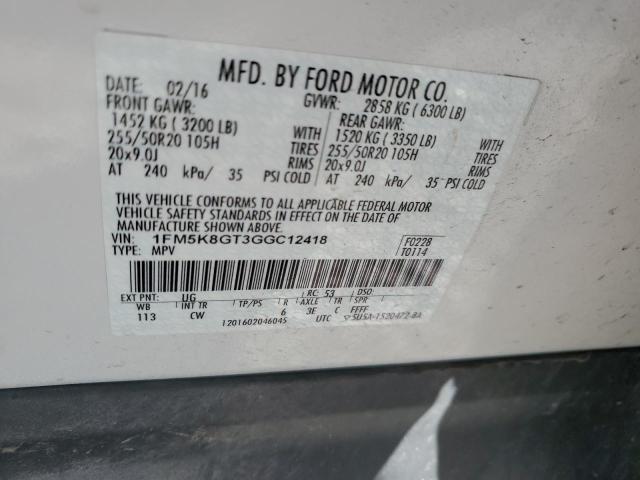 MFD. BY FORD MOTOR CO.
DATE: 02/16 GVWR: 2858 KG ( 6300 LB)
FRONT GAWR: REAR GAWR:
1452 KG ( 3200 LB) WITH 1520 KG ( 3350 LB) WITH
255/50R20 105H TIRES 255/50R20 105H TIRES
20x9.0J RIMS 20x9.0J RIMS
AT 240 kPa/ 35 PSI COLD AT 240 kPa/ 35 PSI COLD
THIS VEHICLE CONFORMS TO ALL APPLICABLE FEDERAL MOTOR
VEHICLE SAFETY STANDARDS IN EFFECT ON THE DATE OF
MANUFACTURE SHOWN ABOVE.
VIN: 1FM5K8GT3GGC12418 F0228
TYPE: MPV T0114
EXT PNT: UG RC: 53 DSO:
WB INT TR TP/PS R AXLE TR SPR
113 CW 6 3E C FFFF
1201602046045 UTC